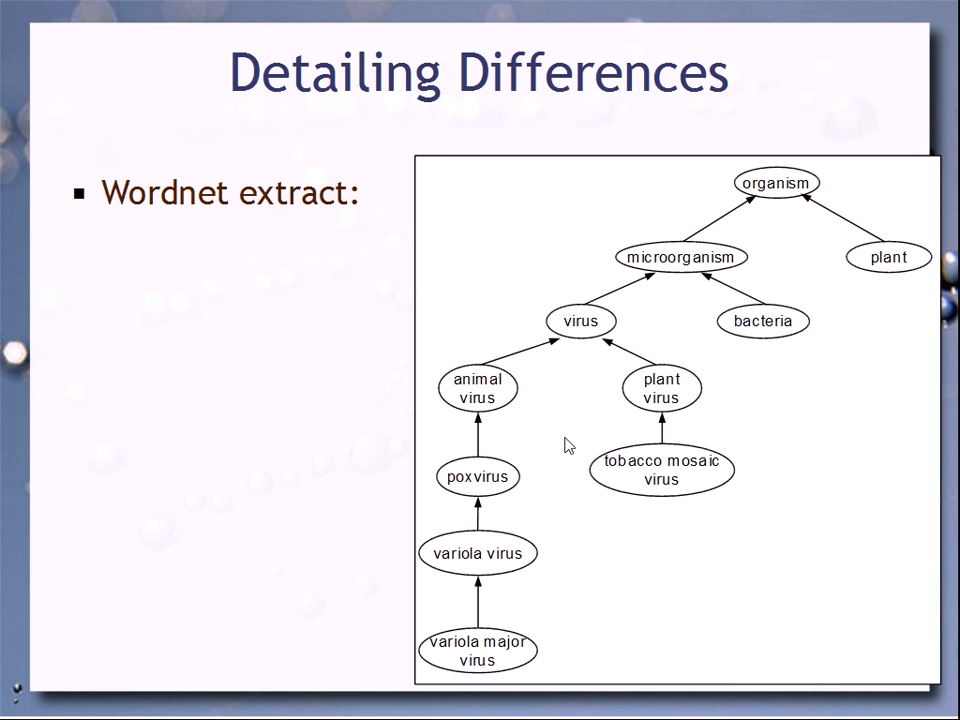 Detailing Differences
▪ Wordnet extract:
organism
microorganism
plant
virus
bacteria
animal
virus
plant
virus
poxvirus
tobacco mosaic
virus
variola virus
variola major
virus